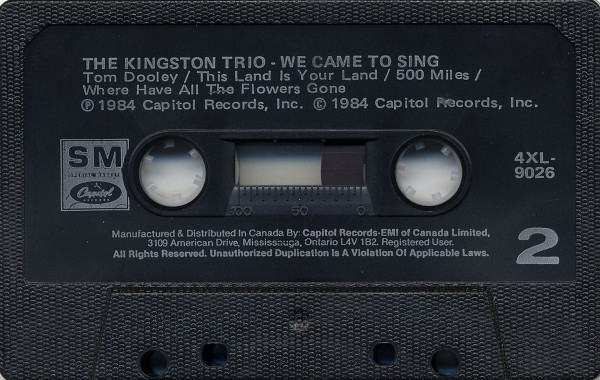 THE KINGSTON TRIO - WE CAME TO SING
Tom Dooley / This Land Is Your Land / 500 Miles /
Where Have All The Flowers Gone
℗ 1984 Capitol Records, Inc. © 1984 Capitol Records, Inc.
SM
SPECIAL MARKETS
Capitol
4XL-
9026
100 50 0
Manufactured & Distributed In Canada By: Capitol Records-EMI of Canada Limited,
3109 American Drive, Mississauga, Ontario L4V 1B2. Registered User.
All Rights Reserved. Unauthorized Duplication Is A Violation Of Applicable Laws.
2